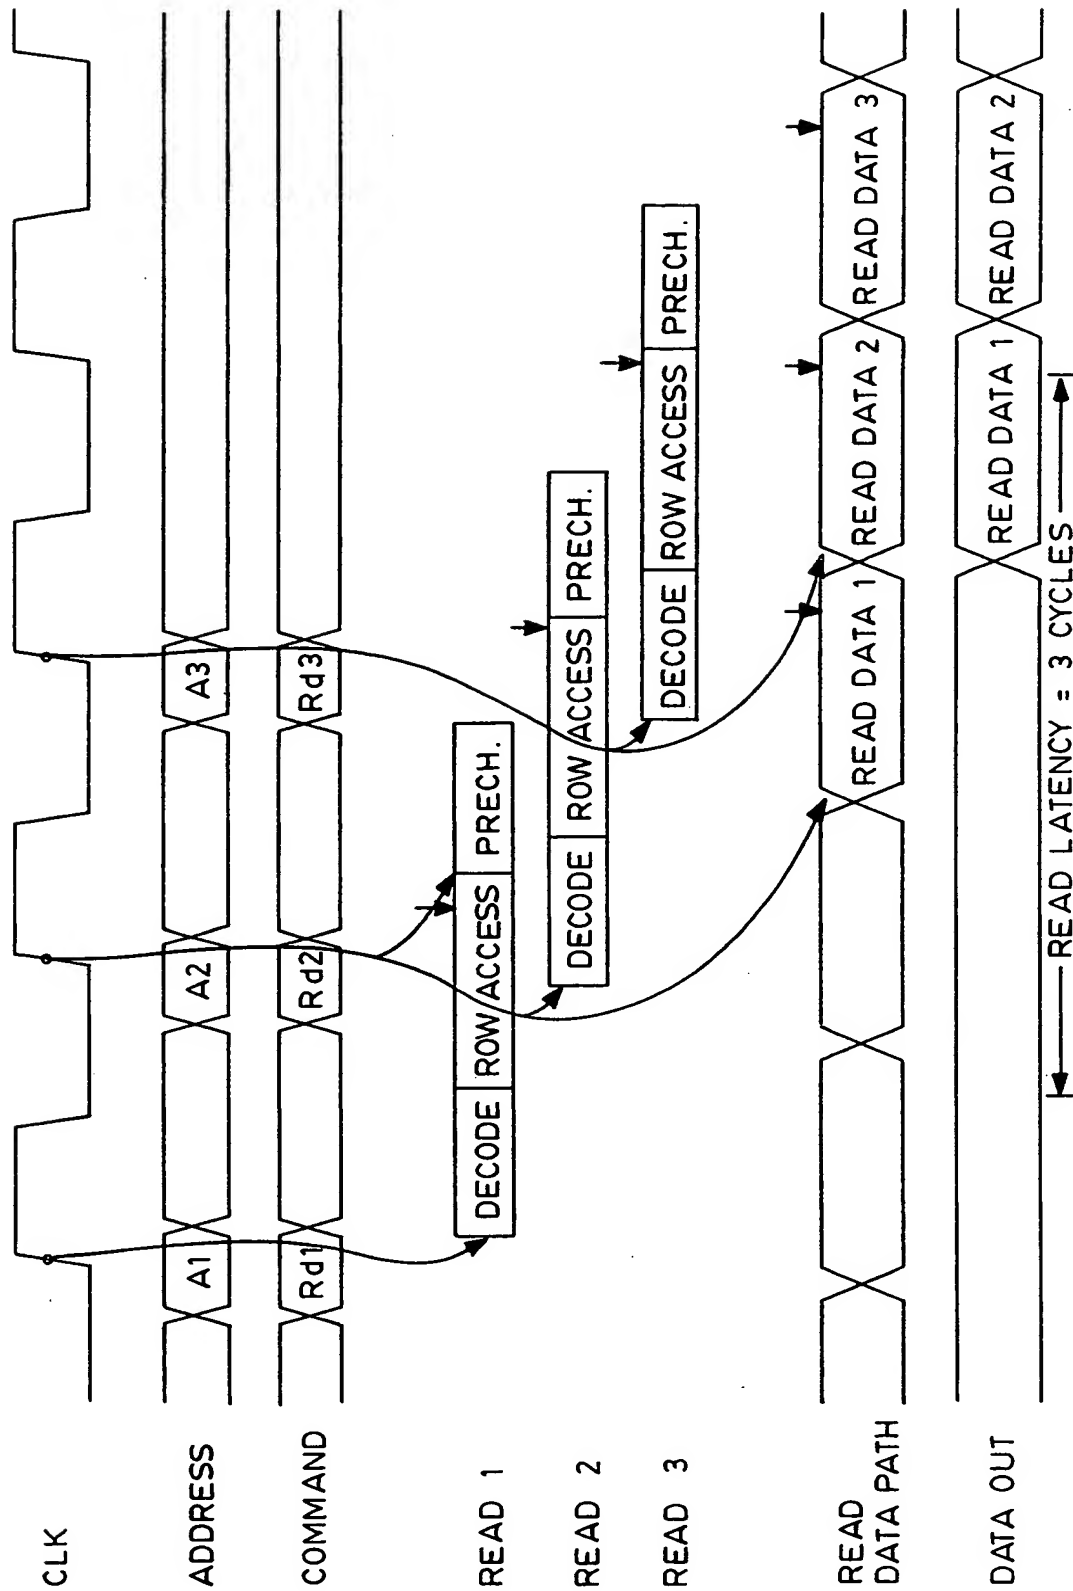 CLK
ADDRESS
A1
A2
A3
COMMAND
Rd1
Rd2
Rd3
READ 1
DECODE
ROW ACCESS
PRECH.
READ 2
DECODE
ROW ACCESS
PRECH.
READ 3
DECODE
ROW ACCESS
PRECH.
READ
DATA PATH
READ DATA 1
READ DATA 2
READ DATA 3
DATA OUT
READ DATA 1
READ DATA 2
READ LATENCY = 3 CYCLES